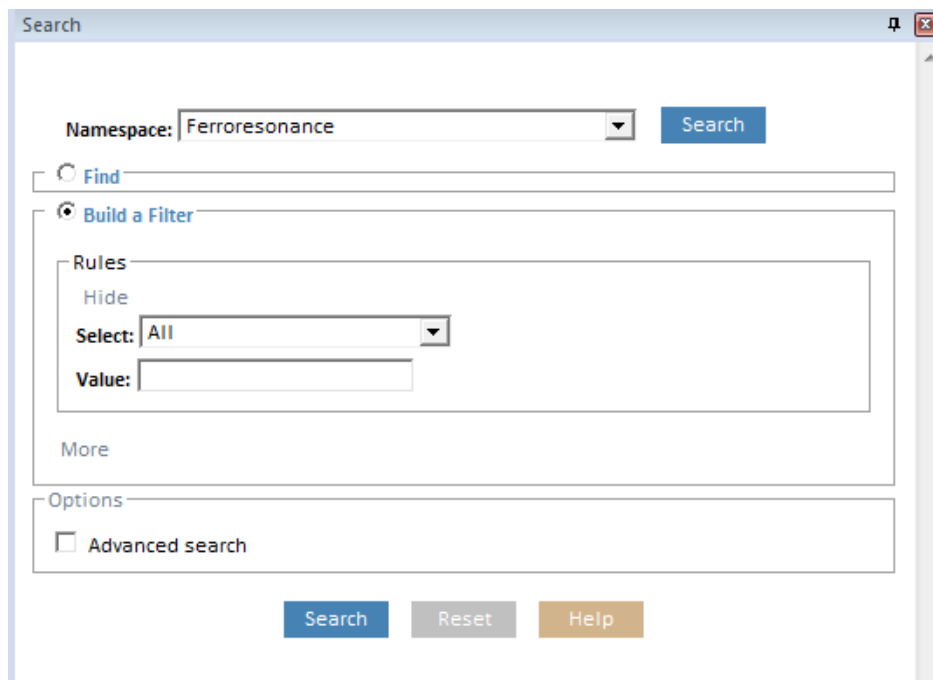 Search
Namespace: Ferroresonance Search
Find
Build a Filter
Rules
Hide
Select: All
Value:
More
Options
Advanced search
Search Reset Help